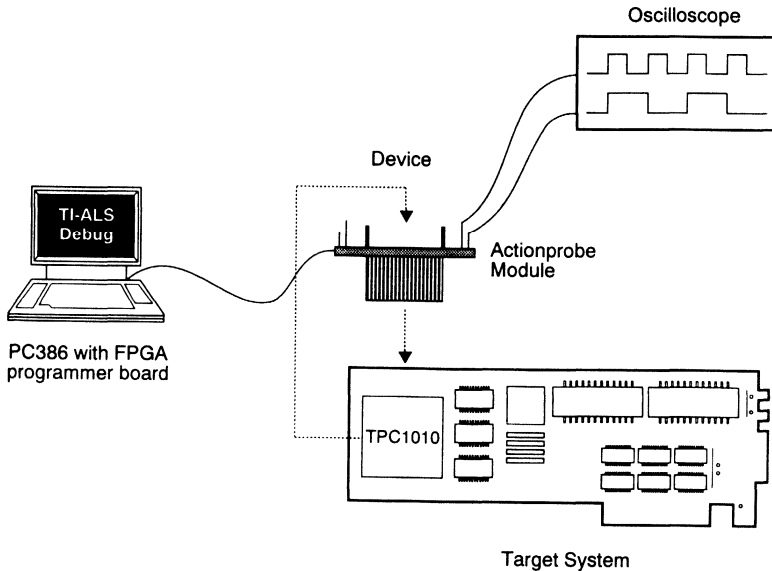 Oscilloscope
Device
TI-ALS
Debug
Actionprobe
Module
PC386 with FPGA
programmer board
TPC1010
Target System